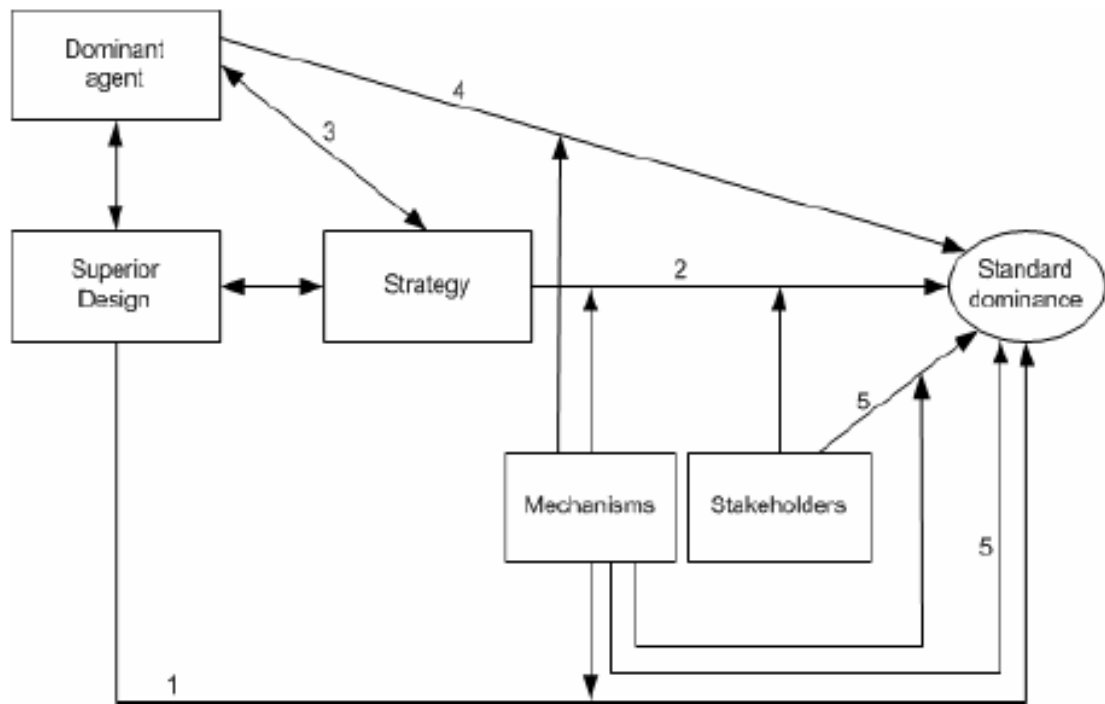 Dominant
agent
4
3
Superior
Design
Strategy
2
Standard
dominance
5
Mechanisms
Stakeholders
5
1